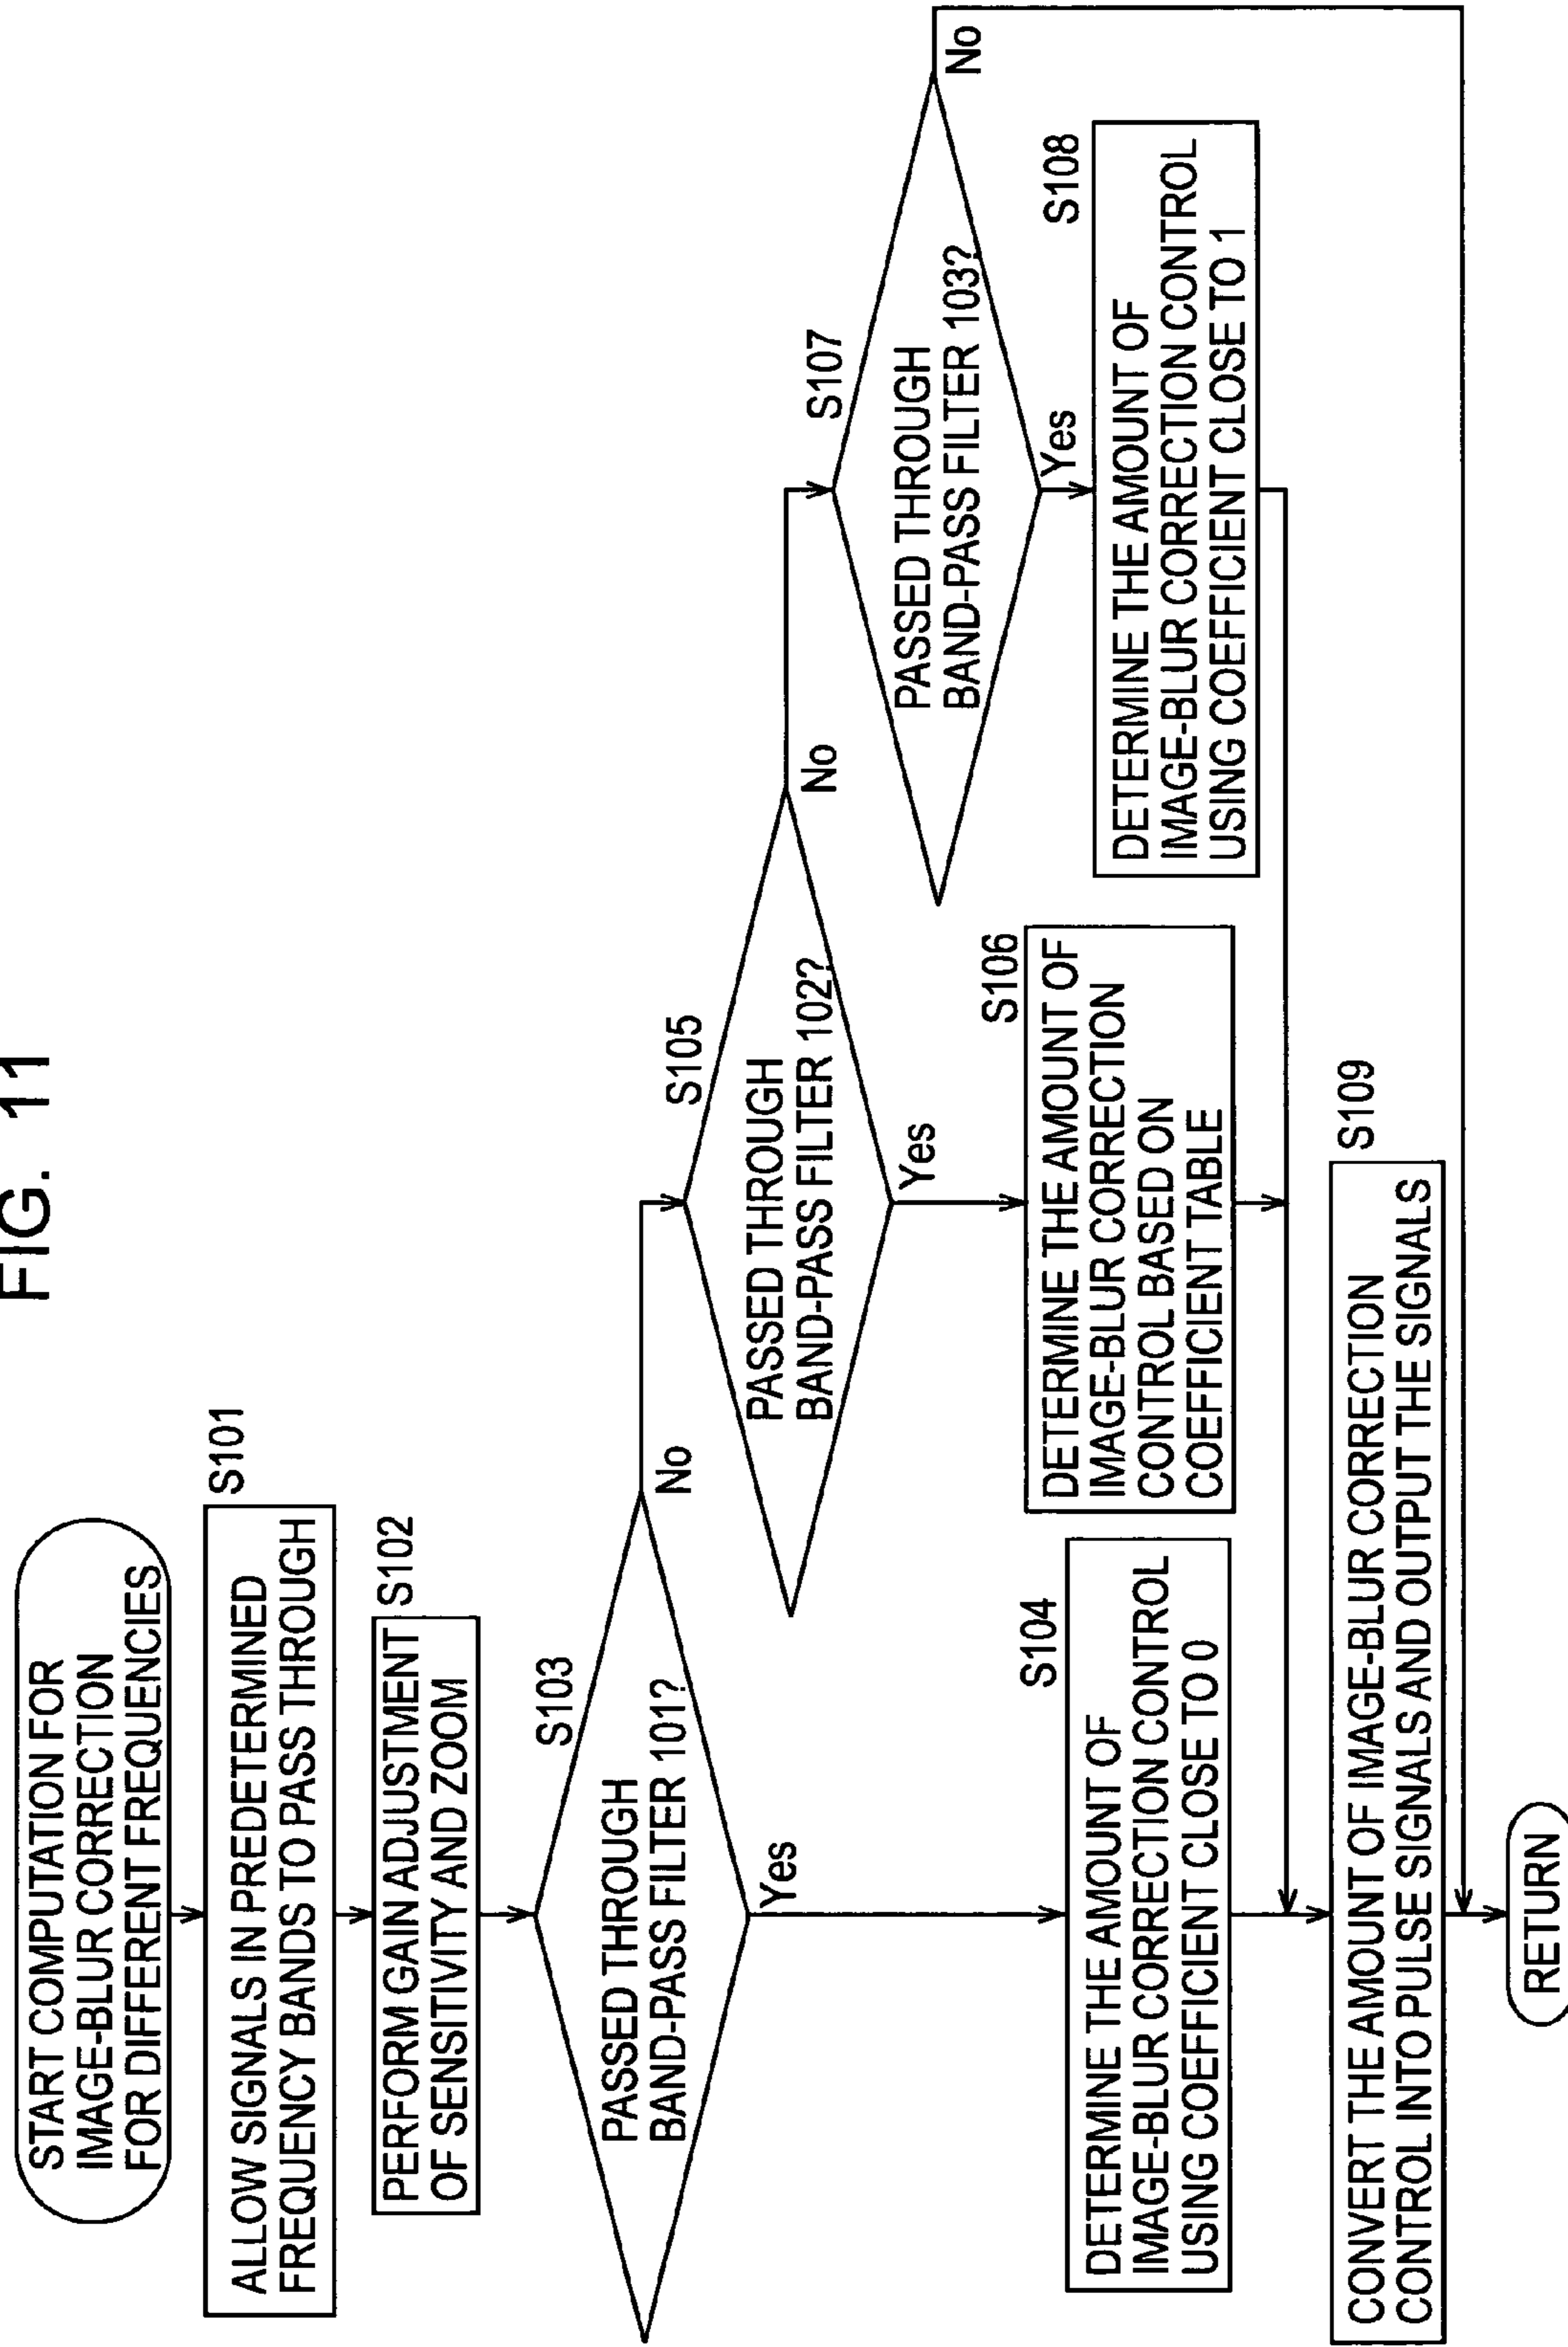 FIG. 11
START COMPUTATION FOR
IMAGE-BLUR CORRECTION
FOR DIFFERENT FREQUENCIES
S101
ALLOW SIGNALS IN PREDETERMINED
FREQUENCY BANDS TO PASS THROUGH
S102
PERFORM GAIN ADJUSTMENT
OF SENSITIVITY AND ZOOM
S103
PASSED THROUGH
BAND-PASS FILTER 101?
No
Yes
S105
PASSED THROUGH
BAND-PASS FILTER 102?
No
Yes
S107
PASSED THROUGH
BAND-PASS FILTER 103?
No
Yes
S104
DETERMINE THE AMOUNT OF
IMAGE-BLUR CORRECTION CONTROL
USING COEFFICIENT CLOSE TO 0
S106
DETERMINE THE AMOUNT OF
IMAGE-BLUR CORRECTION
CONTROL BASED ON
COEFFICIENT TABLE
S108
DETERMINE THE AMOUNT OF
IMAGE-BLUR CORRECTION CONTROL
USING COEFFICIENT CLOSE TO 1
S109
CONVERT THE AMOUNT OF IMAGE-BLUR CORRECTION
CONTROL INTO PULSE SIGNALS AND OUTPUT THE SIGNALS
RETURN